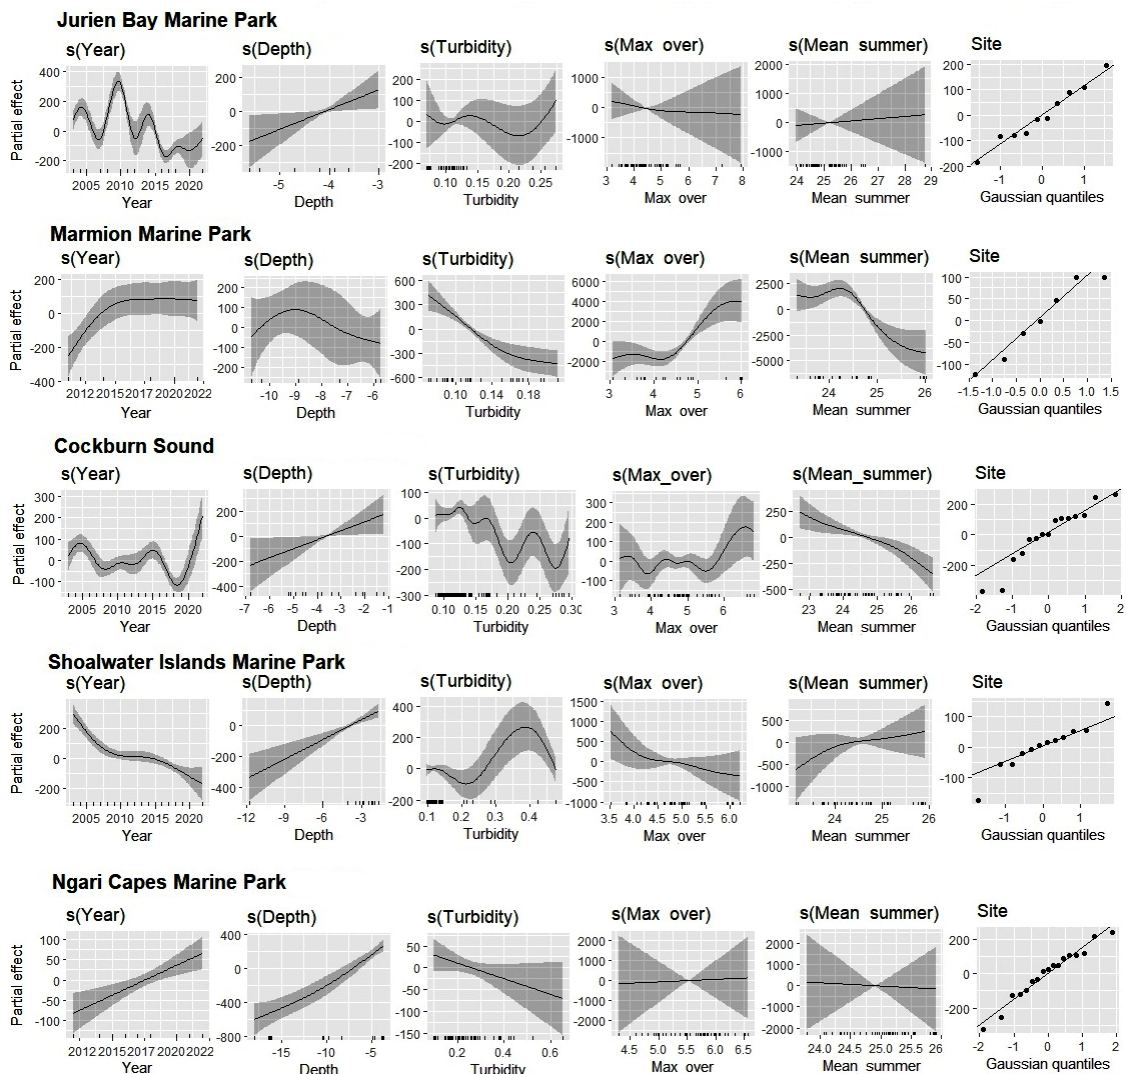 Jurien Bay Marine Park
s(Year) s(Depth) s(Turbidity) s(Max over) s(Mean summer) Site
Partial effect
400 200 0 -200
2005 2010 2015 2020
Year
200 0 -200
-5 -4 -3
Depth
200 100 0 -100 -200
0.10 0.15 0.20 0.25
Turbidity
1000 0 -1000
3 4 5 6 7 8
Max over
2000 1000 0 -1000
24 25 26 27 28 29
Mean summer
200 100 0 -100 -200
-1 0 1
Gaussian quantiles
Marmion Marine Park
s(Year) s(Depth) s(Turbidity) s(Max over) s(Mean summer) Site
Partial effect
200 0 -200 -400
2012 2015 2017 2020 2022
Year
200 100 0 -100 -200
-10 -9 -8 -7 -6
Depth
600 300 0 -300 -600
0.10 0.14 0.18
Turbidity
6000 4000 2000 0 -2000
3 4 5 6
Max over
2500 0 -2500 -5000
24 25 26
Mean summer
100 50 0 -50 -100
-1.5 -1.0 -0.5 0.0 0.5 1.0 1.5
Gaussian quantiles
Cockburn Sound
s(Year) s(Depth) s(Turbidity) s(Max_over) s(Mean_summer) Site
Partial effect
300 200 100 0 -100
2005 2010 2015 2020
Year
200 0 -200 -400
-7 -6 -5 -4 -3 -2 -1
Depth
100 0 -100 -200 -300
0.10 0.15 0.20 0.25 0.30
Turbidity
300 200 100 0 -100
3 4 5 6
Max over
250 0 -250 -500
23 24 25 26
Mean summer
200 0 -200
-2 -1 0 1 2
Gaussian quantiles
Shoalwater Islands Marine Park
s(Year) s(Depth) s(Turbidity) s(Max over) s(Mean summer) Site
Partial effect
200 0 -200
2005 2010 2015 2020
Year
0 -200 -400
-12 -9 -6 -3
Depth
400 200 0 -200
0.1 0.2 0.3 0.4
Turbidity
1500 1000 500 0 -500 -1000
3.5 4.0 4.5 5.0 5.5 6.0
Max over
500 0 -500 -1000
24 25 26
Mean summer
100 0 -100
-1 0 1
Gaussian quantiles
Ngari Capes Marine Park
s(Year) s(Depth) s(Turbidity) s(Max over) s(Mean summer) Site
Partial effect
100 50 0 -50 -100
2012 2015 2017 2020 2022
Year
400 0 -400 -800
-15 -10 -5
Depth
50 0 -50 -100 -150
0.2 0.4 0.6
Turbidity
2000 1000 0 -1000 -2000
4.5 5.0 5.5 6.0 6.5
Max over
2000 1000 0 -1000 -2000
24.0 24.5 25.0 25.5 26
Mean summer
200 0 -200
-2 -1 0 1 2
Gaussian quantiles